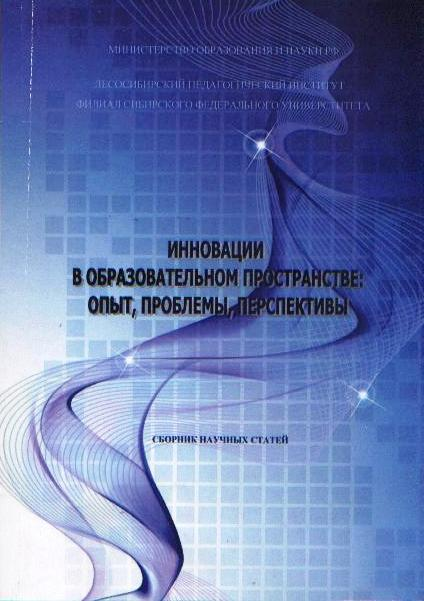 МИНИСТЕРСТВО ОБРАЗОВАНИЯ И НАУКИ РФ
ЛЕСОСИБИРСКИЙ ПЕДАГОГИЧЕСКИЙ ИНСТИТУТ
ФИЛИАЛ СИБИРСКОГО ФЕДЕРАЛЬНОГО УНИВЕРСТИТЕТА
ИННОВАЦИИ
В ОБРАЗОВАТЕЛЬНОМ ПРОСТРАНСТВЕ:
ОПЫТ, ПРОБЛЕМЫ, ПЕРСПЕКТИВЫ
СБОРНИК НАУЧНЫХ СТАТЕЙ